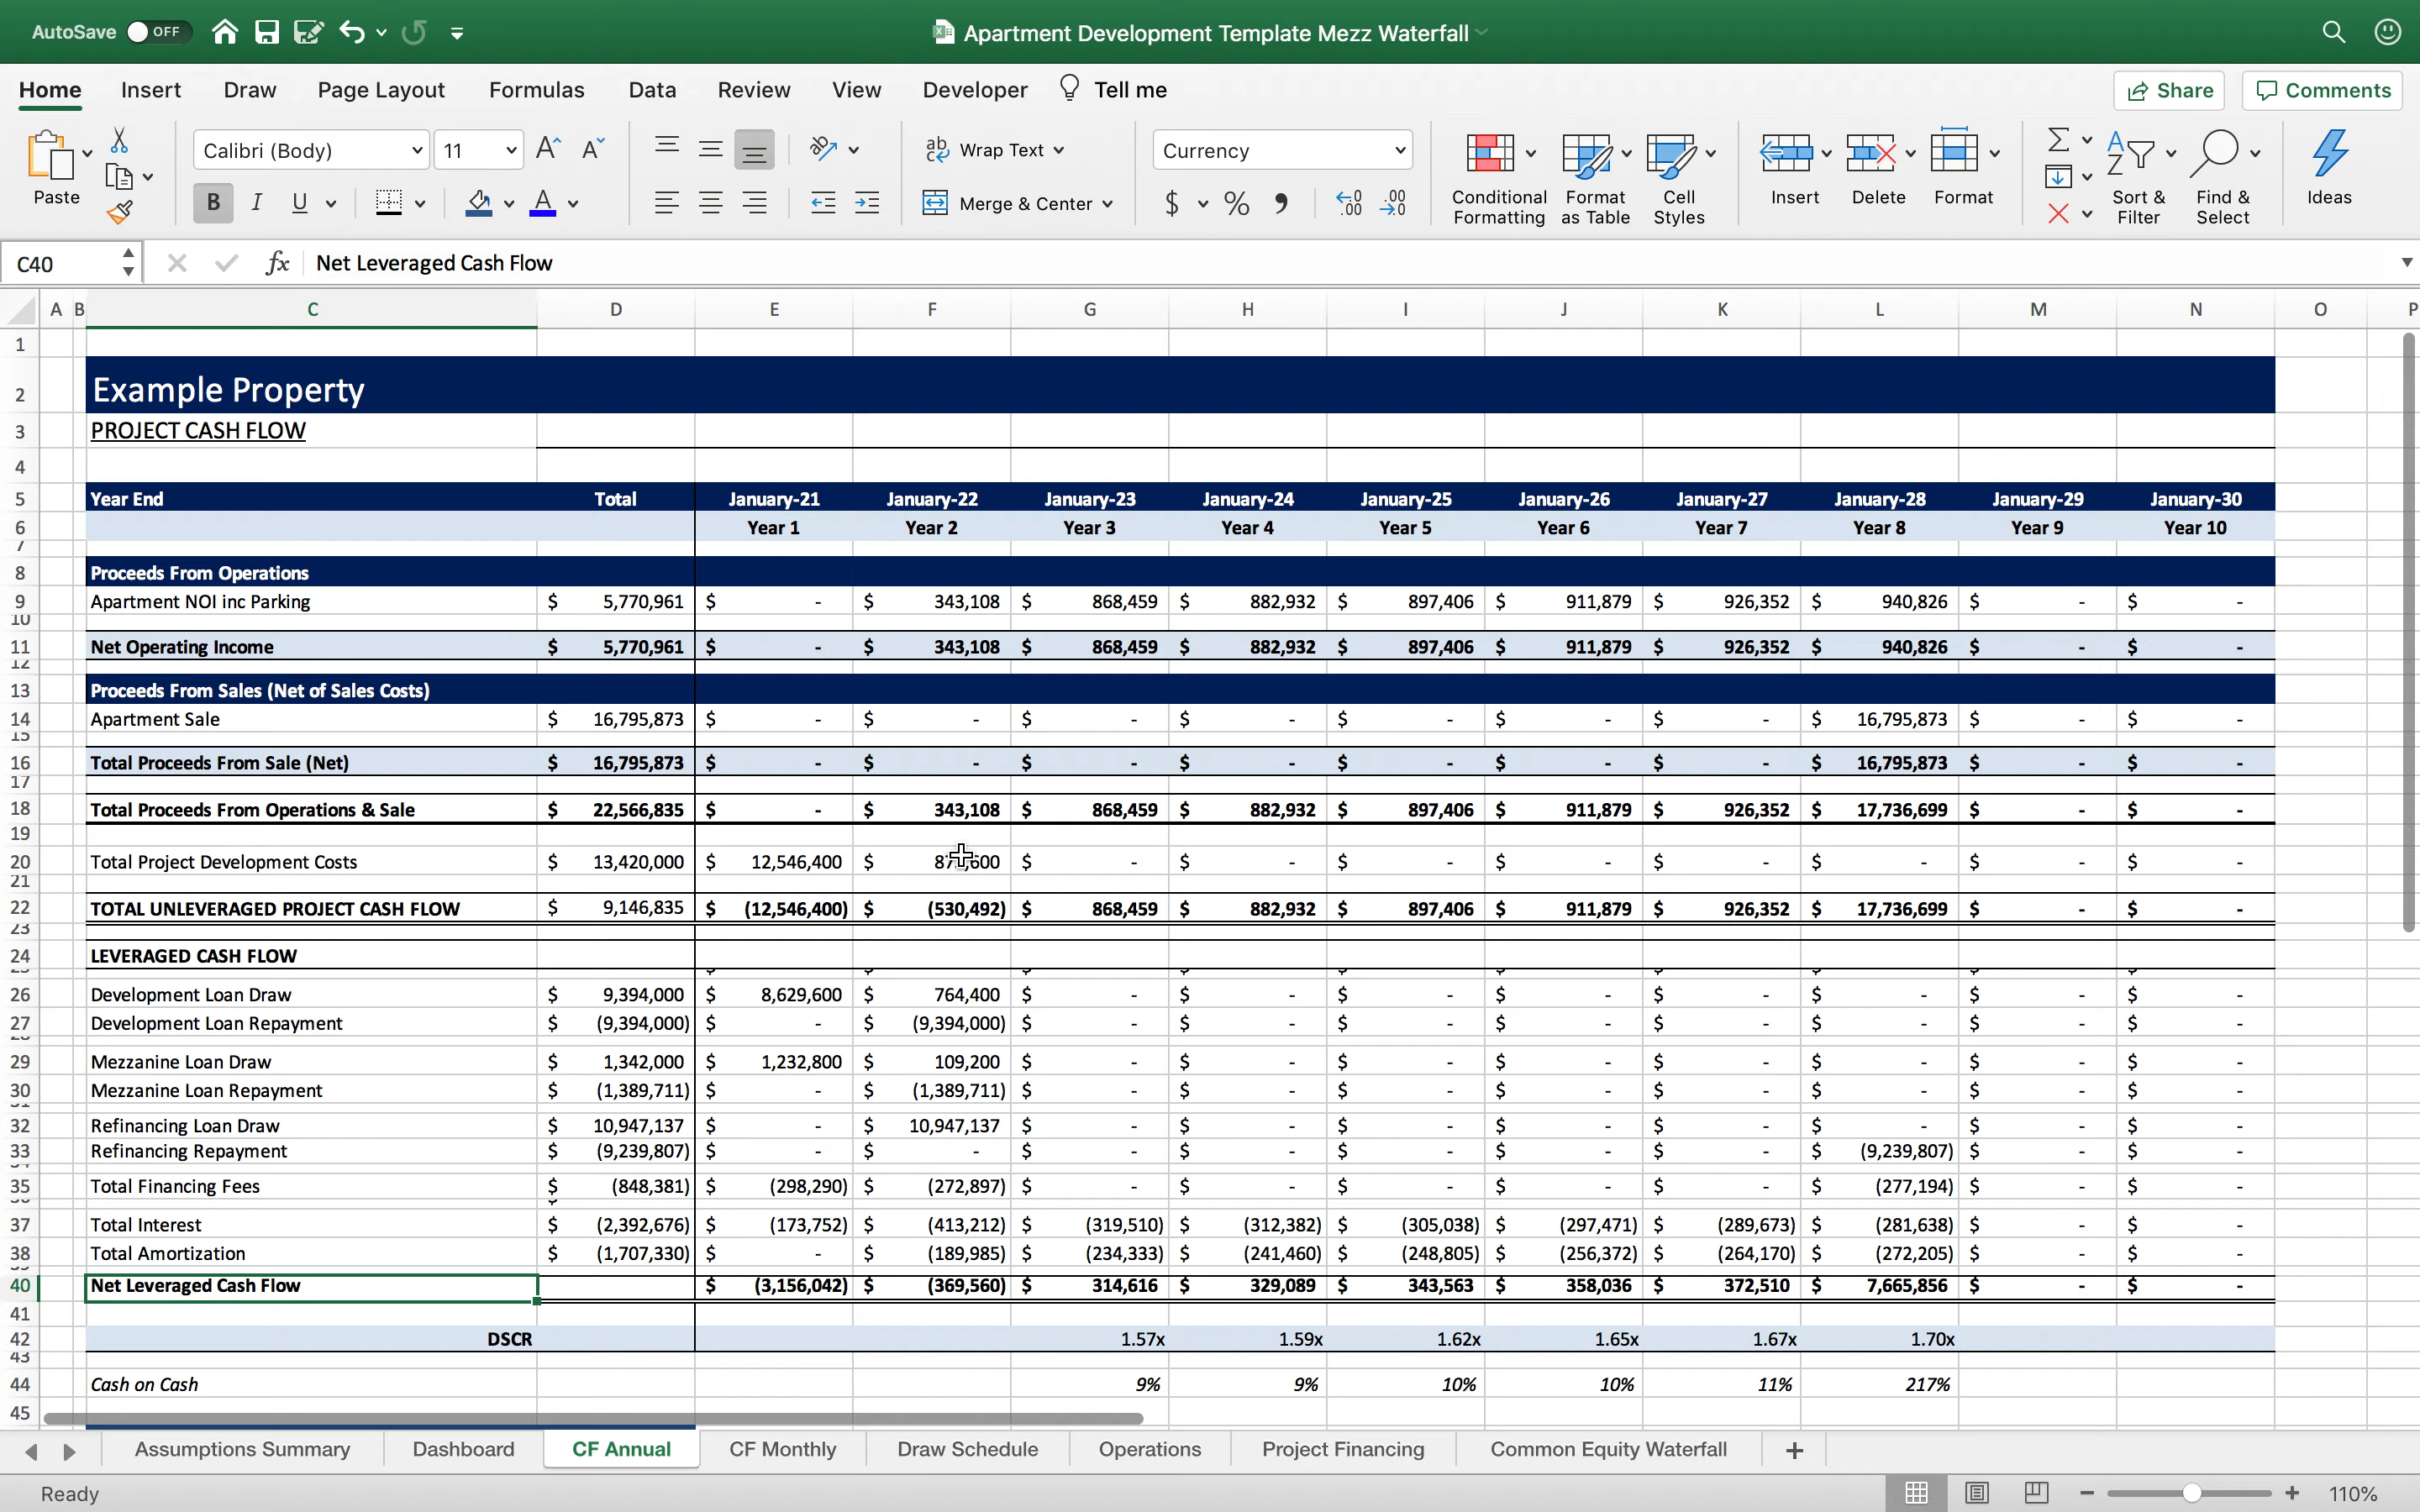 AutoSave OFF Apartment Development Template Mezz Waterfall
Home Insert Draw Page Layout Formulas Data Review View Developer Tell me Share Comments
Paste Calibri (Body) 11 Wrap Text Currency Conditional Formatting Format as Table Cell Styles Insert Delete Format Sort & Filter Find & Select Ideas
B I U Merge & Center $ %
C40 fx Net Leveraged Cash Flow
A B C D E F G H I J K L M N O P
1
2 Example Property
3 PROJECT CASH FLOW
4
5 Year End Total January-21 January-22 January-23 January-24 January-25 January-26 January-27 January-28 January-29 January-30
6 Year 1 Year 2 Year 3 Year 4 Year 5 Year 6 Year 7 Year 8 Year 9 Year 10
7
8 Proceeds From Operations
9 Apartment NOI inc Parking $ 5,770,961 $ - $ 343,108 $ 868,459 $ 882,932 $ 897,406 $ 911,879 $ 926,352 $ 940,826 $ - $ -
10
11 Net Operating Income $ 5,770,961 $ - $ 343,108 $ 868,459 $ 882,932 $ 897,406 $ 911,879 $ 926,352 $ 940,826 $ - $ -
12
13 Proceeds From Sales (Net of Sales Costs)
14 Apartment Sale $ 16,795,873 $ - $ - $ - $ - $ - $ - $ - $ 16,795,873 $ - $ -
15
16 Total Proceeds From Sale (Net) $ 16,795,873 $ - $ - $ - $ - $ - $ - $ - $ 16,795,873 $ - $ -
17
18 Total Proceeds From Operations & Sale $ 22,566,835 $ - $ 343,108 $ 868,459 $ 882,932 $ 897,406 $ 911,879 $ 926,352 $ 17,736,699 $ - $ -
19
20 Total Project Development Costs $ 13,420,000 $ 12,546,400 $ $ - $ - $ - $ - $ - $ - $ - $ -
21
22 TOTAL UNLEVERAGED PROJECT CASH FLOW $ 9,146,835 $ (12,546,400) $ (530,492) $ 868,459 $ 882,932 $ 897,406 $ 911,879 $ 926,352 $ 17,736,699 $ - $ -
23
24 LEVERAGED CASH FLOW
26 Development Loan Draw $ 9,394,000 $ 8,629,600 $ 764,400 $ - $ - $ - $ - $ - $ - $ - $ -
27 Development Loan Repayment $ (9,394,000) $ - $ (9,394,000) $ - $ - $ - $ - $ - $ - $ - $ -
29 Mezzanine Loan Draw $ 1,342,000 $ 1,232,800 $ 109,200 $ - $ - $ - $ - $ - $ - $ - $ -
30 Mezzanine Loan Repayment $ (1,389,711) $ - $ (1,389,711) $ - $ - $ - $ - $ - $ - $ - $ -
32 Refinancing Loan Draw $ 10,947,137 $ - $ 10,947,137 $ - $ - $ - $ - $ - $ - $ - $ -
33 Refinancing Repayment $ (9,239,807) $ - $ - $ - $ - $ - $ - $ - $ (9,239,807) $ - $ -
35 Total Financing Fees $ (848,381) $ (298,290) $ (272,897) $ - $ - $ - $ - $ - $ (277,194) $ - $ -
37 Total Interest $ (2,392,676) $ (173,752) $ (413,212) $ (319,510) $ (312,382) $ (305,038) $ (297,471) $ (289,673) $ (281,638) $ - $ -
38 Total Amortization $ (1,707,330) $ - $ (189,985) $ (234,333) $ (241,460) $ (248,805) $ (256,372) $ (264,170) $ (272,205) $ - $ -
40 Net Leveraged Cash Flow $ (3,156,042) $ (369,560) $ 314,616 $ 329,089 $ 343,563 $ 358,036 $ 372,510 $ 7,665,856 $ - $ -
41
42 DSCR 1.57x 1.59x 1.62x 1.65x 1.67x 1.70x
43
44 Cash on Cash 9% 9% 10% 10% 11% 217%
45
Assumptions Summary Dashboard CF Annual CF Monthly Draw Schedule Operations Project Financing Common Equity Waterfall +
Ready 110%